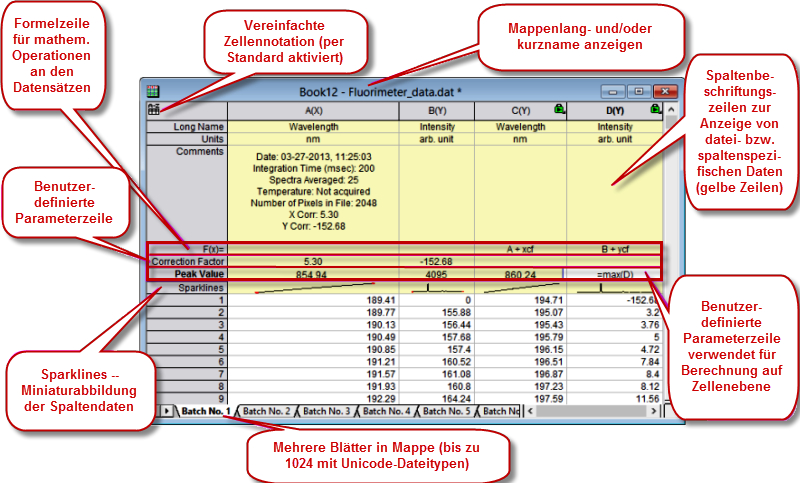 Formelzeile
für mathem.
Operationen
an den
Datensätzen
Vereinfachte
Zellennotation (per
Standard aktiviert)
Mappenlang- und/oder
kurzname anzeigen
Spaltenbe-
schriftungs-
zeilen zur
Anzeige von
datei- bzw.
spaltenspezi-
fischen Daten
(gelbe Zeilen)
Benutzer-
definierte
Parameterzeile
Sparklines --
Miniaturabbildung
der Spaltendaten
Benutzer-
definierte
Parameterzeile
verwendet für
Berechnung auf
Zellenebene
Mehrere Blätter in Mappe (bis zu
1024 mit Unicode-Dateitypen)
Book12 - Fluorimeter_data.dat *
A(X) B(Y) C(Y) D(Y)
Long Name Wavelength Intensity Wavelength Intensity
Units nm arb. unit nm arb. unit
Comments
Date: 03-27-2013, 11:25:03
Integration Time (msec): 200
Spectra Averaged: 25
Temperature: Not acquired
Number of Pixels in File: 2048
X Corr: 5.30
Y Corr: -152.68
F(x)= A + xcf B + ycf
Correction Factor 5.30 -152.68
Peak Value 854.94 4095 860.24 =max(D)
Sparklines
1 189.41 0 194.71 -152.68
2 189.77 155.88 195.07 3.2
3 190.13 156.44 195.43 3.76
4 190.49 157.68 195.79 5
5 190.85 157.4 196.15 4.72
6 191.21 160.52 196.51 7.84
7 191.57 161.08 196.87 8.4
8 191.93 160.8 197.23 8.12
9 192.29 164.24 197.59 11.56
Batch No. 1 Batch No. 2 Batch No. 3 Batch No. 4 Batch No. 5 Batch No